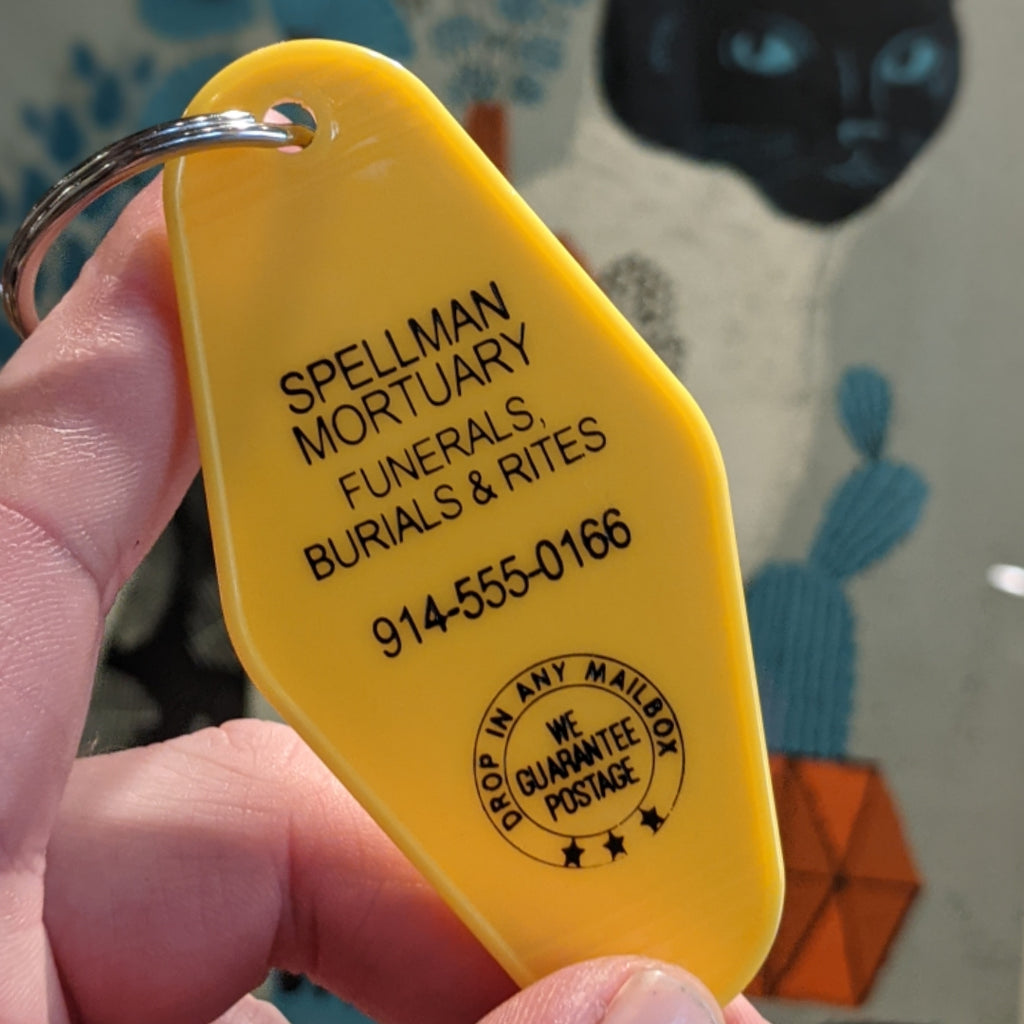 SPELLMAN
MORTUARY
FUNERALS,
BURIALS & RITES
914-555-0166
DROP IN ANY MAILBOX
WE
GUARANTEE
POSTAGE